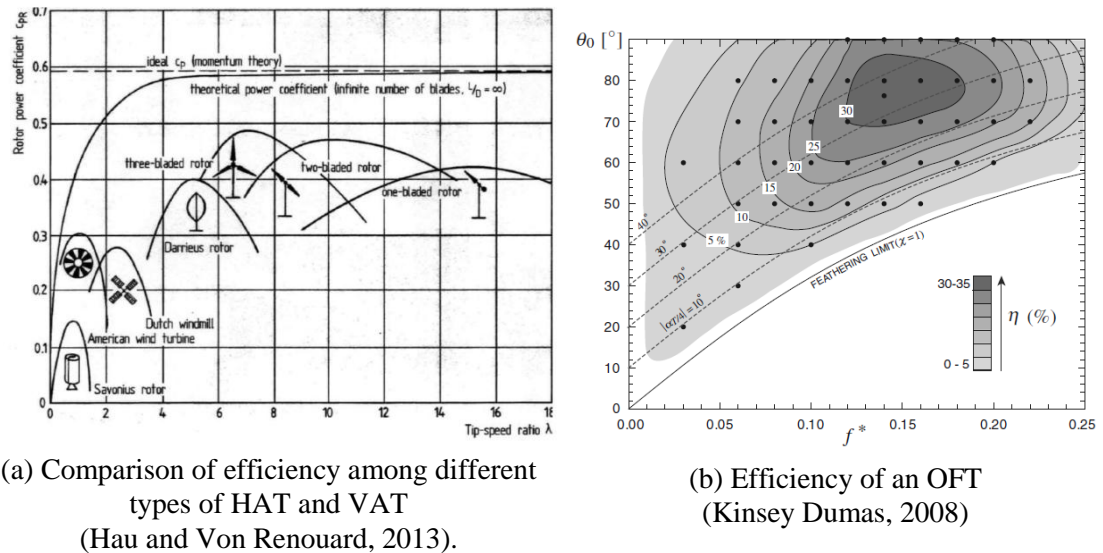 0.7
0.6
0.5
0.4
0.3
0.2
0.1
0
Rotor power coefficient cPR
ideal cp (momentum theory)
theoretical power coefficient (infinite number of blades, L/D = ∞)
three-bladed rotor
two-bladed rotor
one-bladed rotor
Darrieus rotor
Dutch windmill
American wind turbine
Savonius rotor
0 2 4 6 8 10 12 14 16 18
Tip-speed ratio λ
(a) Comparison of efficiency among different
types of HAT and VAT
(Hau and Von Renouard, 2013).
θ0 [°]
80
70
60
50
40
30
20
10
0
30
25
20
15
10
5 %
40°
30°
20°
|αT/4| = 10°
FEATHERING LIMIT (χ = 1)
30-35
η (%)
0 - 5
0.00 0.05 0.10 0.15 0.20 0.25
f *
(b) Efficiency of an OFT
(Kinsey Dumas, 2008)